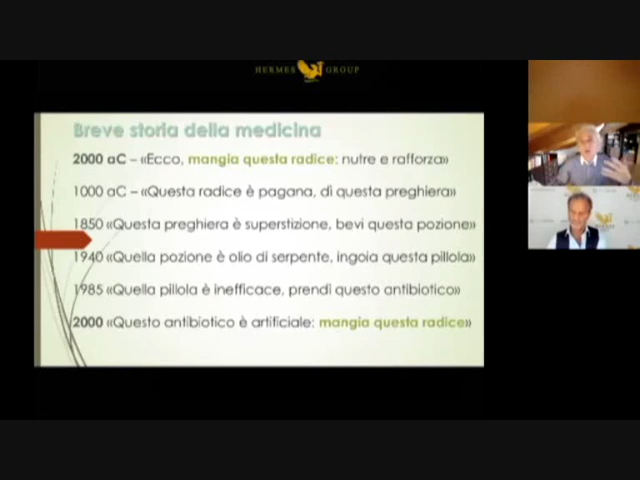 HERMES GROUP
Breve storia della medicina
2000 aC – «Ecco, mangia questa radice: nutre e rafforza»
1000 aC – «Questa radice è pagana, dì questa preghiera»
1850 «Questa preghiera è superstizione, bevi questa pozione»
1940 «Quella pozione è olio di serpente, ingoia questa pillola»
1985 «Quella pillola è inefficace, prendi questo antibiotico»
2000 «Questo antibiotico è artificiale: mangia questa radice»